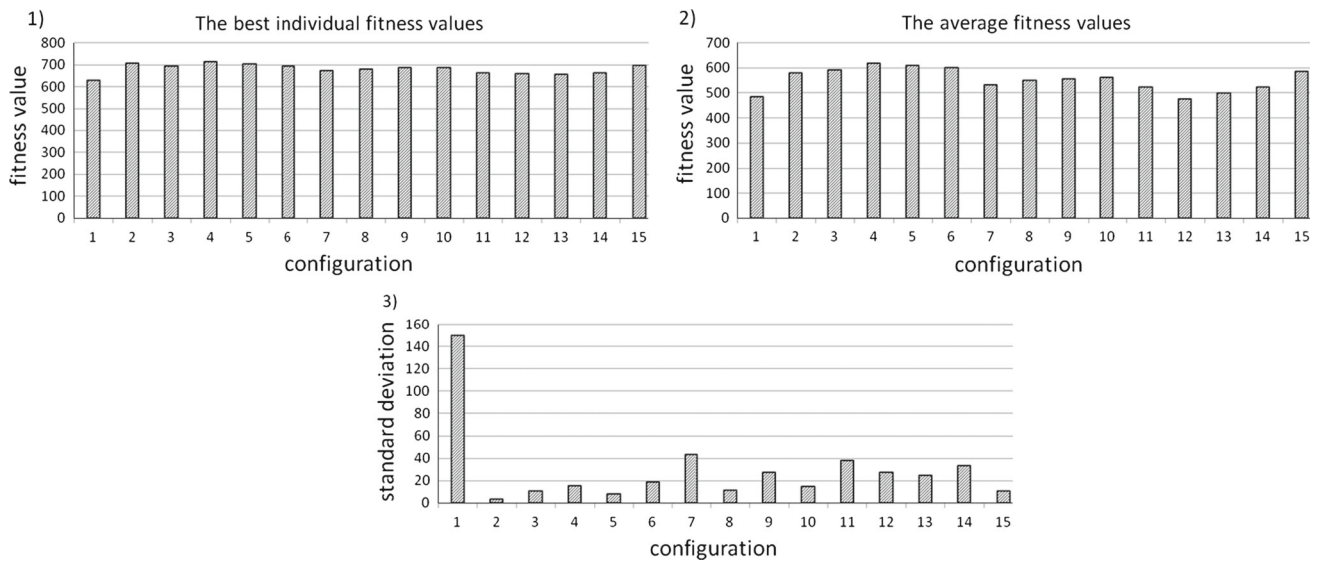 1)
The best individual fitness values
fitness value
800
700
600
500
400
300
200
100
0
1 2 3 4 5 6 7 8 9 10 11 12 13 14 15
configuration
2)
The average fitness values
fitness value
700
600
500
400
300
200
100
0
1 2 3 4 5 6 7 8 9 10 11 12 13 14 15
configuration
3)
standard deviation
160
140
120
100
80
60
40
20
0
1 2 3 4 5 6 7 8 9 10 11 12 13 14 15
configuration